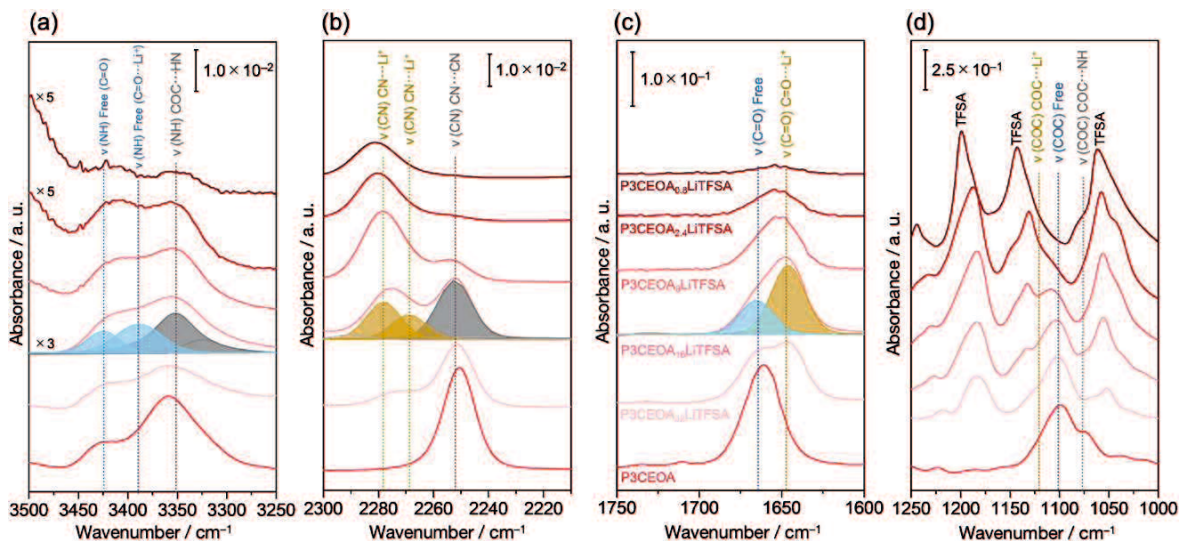 (a)
(b)
(c)
(d)
×5
×5
×3
1.0 × 10⁻²
ν (NH) Free (C=O)
ν (NH) Free (C=O···Li⁺)
ν (NH) COC···HN
Absorbance / a. u.
3500 3450 3400 3350 3300 3250
Wavenumber / cm⁻¹
1.0 × 10⁻²
ν (CN) CN···Li⁺
ν (CN) CN···Li⁺
ν (CN) CN···CN
Absorbance / a. u.
2300 2280 2260 2240 2220
Wavenumber / cm⁻¹
1.0 × 10⁻¹
ν (C=O) Free
ν (C=O) C=O···Li⁺
P3CEOA₀.₈LiTFSA
P3CEOA₂.₄LiTFSA
P3CEOA₁₆LiTFSA
P3CEOA
Absorbance / a. u.
1750 1700 1650 1600
Wavenumber / cm⁻¹
2.5 × 10⁻¹
TFSA
TFSA
ν (COC) COC···Li⁺
ν (COC) Free
ν (COC) COC···NH
TFSA
Absorbance / a. u.
1250 1200 1150 1100 1050 1000
Wavenumber / cm⁻¹